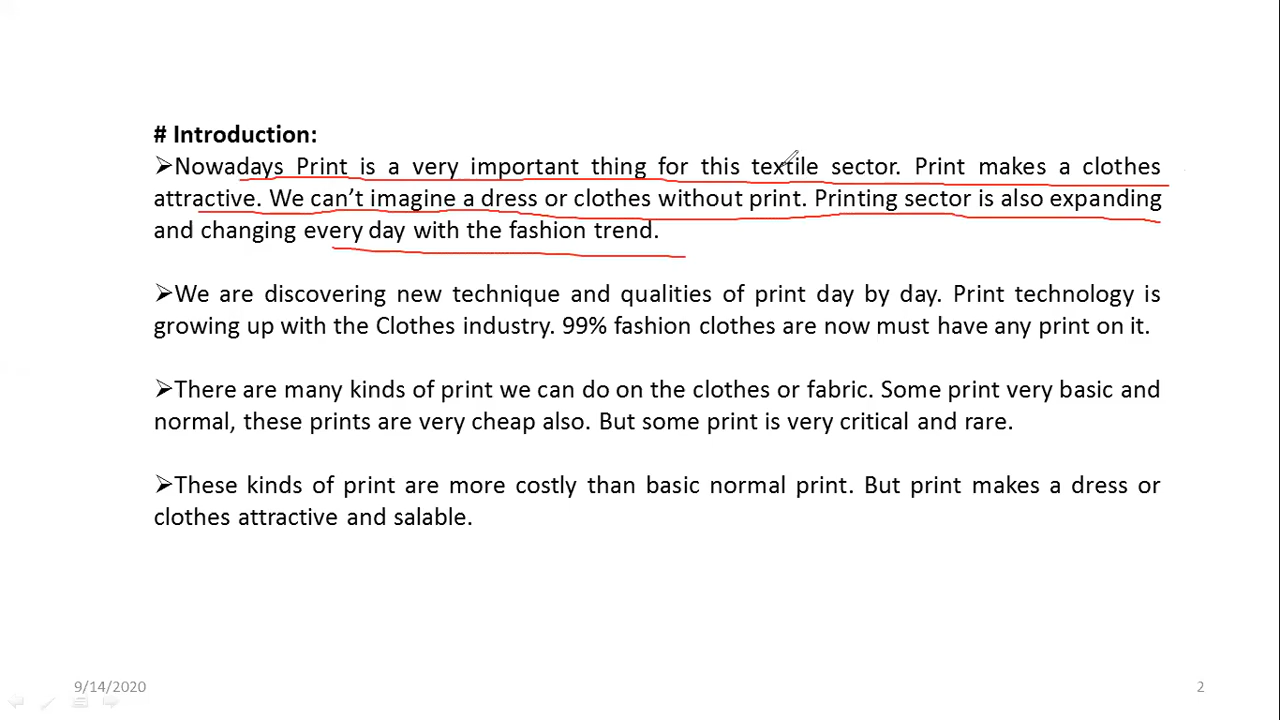 # Introduction:
➢Nowadays Print is a very important thing for this textile sector. Print makes a clothes
attractive. We can’t imagine a dress or clothes without print. Printing sector is also expanding
and changing every day with the fashion trend.
➢We are discovering new technique and qualities of print day by day. Print technology is
growing up with the Clothes industry. 99% fashion clothes are now must have any print on it.
➢There are many kinds of print we can do on the clothes or fabric. Some print very basic and
normal, these prints are very cheap also. But some print is very critical and rare.
➢These kinds of print are more costly than basic normal print. But print makes a dress or
clothes attractive and salable.
9/14/2020
2